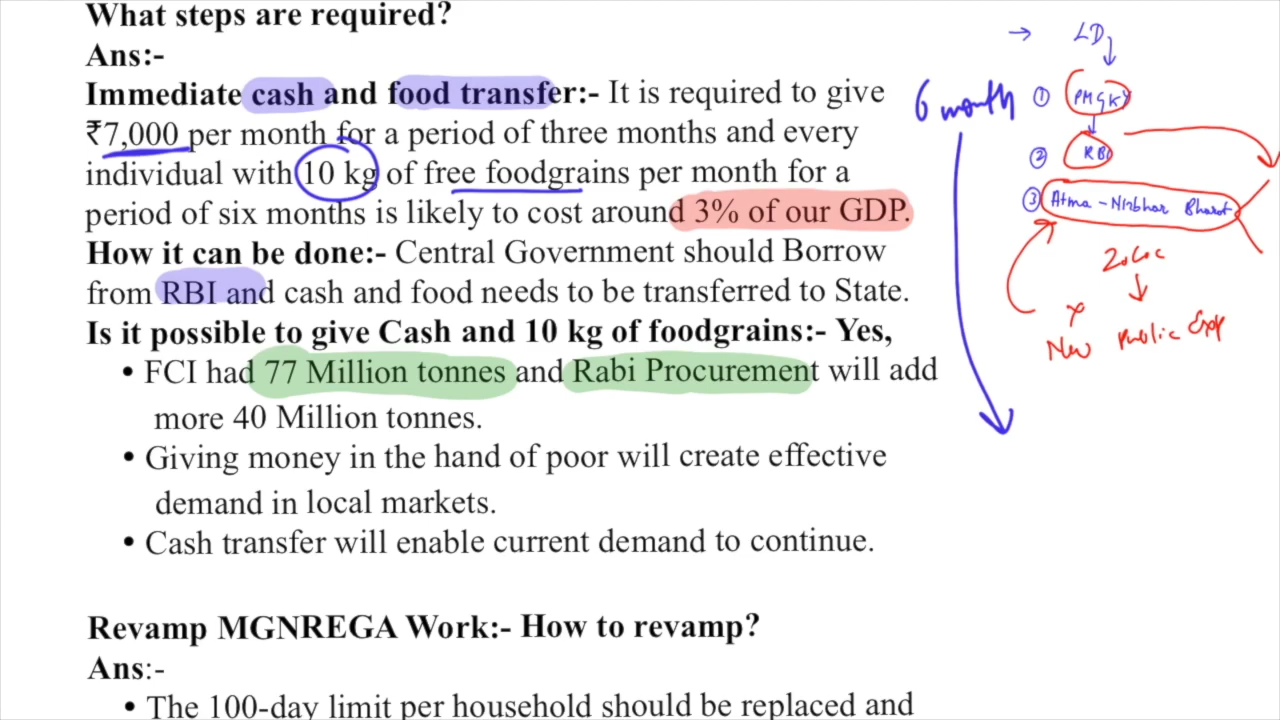 What steps are required?
Ans:-
Immediate cash and food transfer:- It is required to give
₹7,000 per month for a period of three months and every
individual with 10 kg of free foodgrains per month for a
period of six months is likely to cost around 3% of our GDP.
How it can be done:- Central Government should Borrow
from RBI and cash and food needs to be transferred to State.
Is it possible to give Cash and 10 kg of foodgrains:- Yes,
• FCI had 77 Million tonnes and Rabi Procurement will add
more 40 Million tonnes.
• Giving money in the hand of poor will create effective
demand in local markets.
• Cash transfer will enable current demand to continue.
Revamp MGNREGA Work:- How to revamp?
Ans:-
• The 100-day limit per household should be replaced and
→ LD
6 month
① PMGKY
② RBI
③ Atma-Nirbhar Bharat
New Public Exp